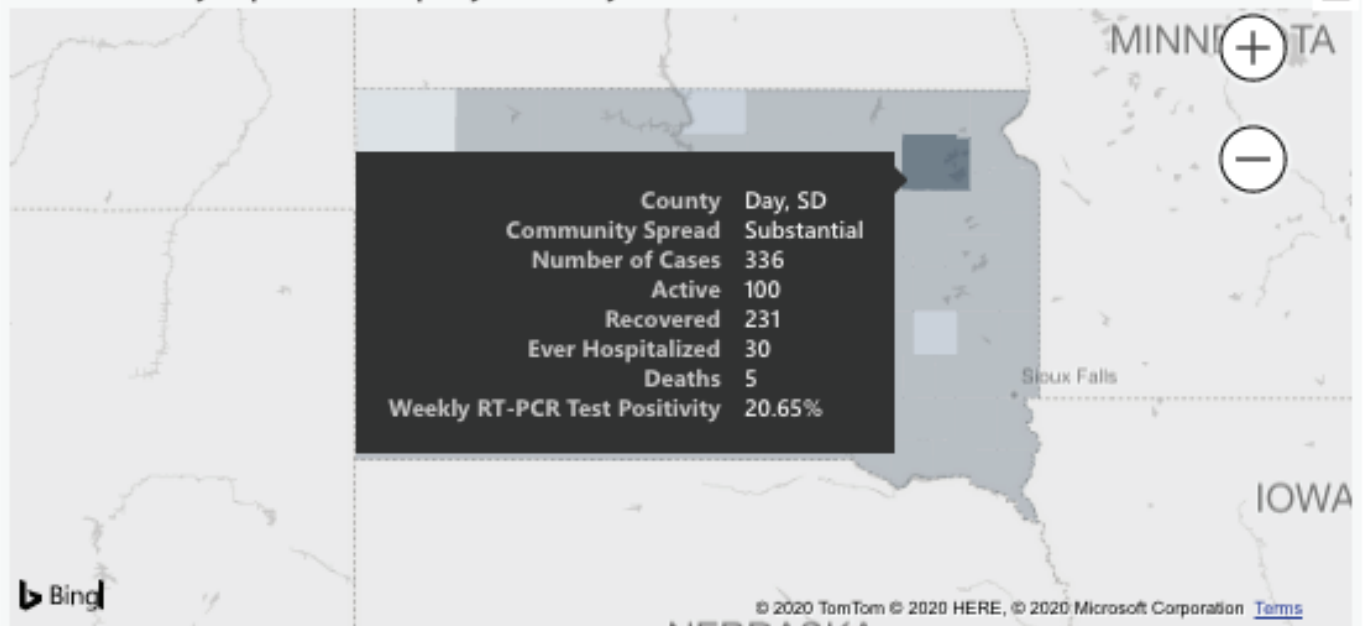 MINNE TA
County Day, SD
Community Spread Substantial
Number of Cases 336
Active 100
Recovered 231
Ever Hospitalized 30
Deaths 5
Weekly RT-PCR Test Positivity 20.65%
Sioux Falls
IOWA
Bing
© 2020 TomTom © 2020 HERE, © 2020 Microsoft Corporation Terms